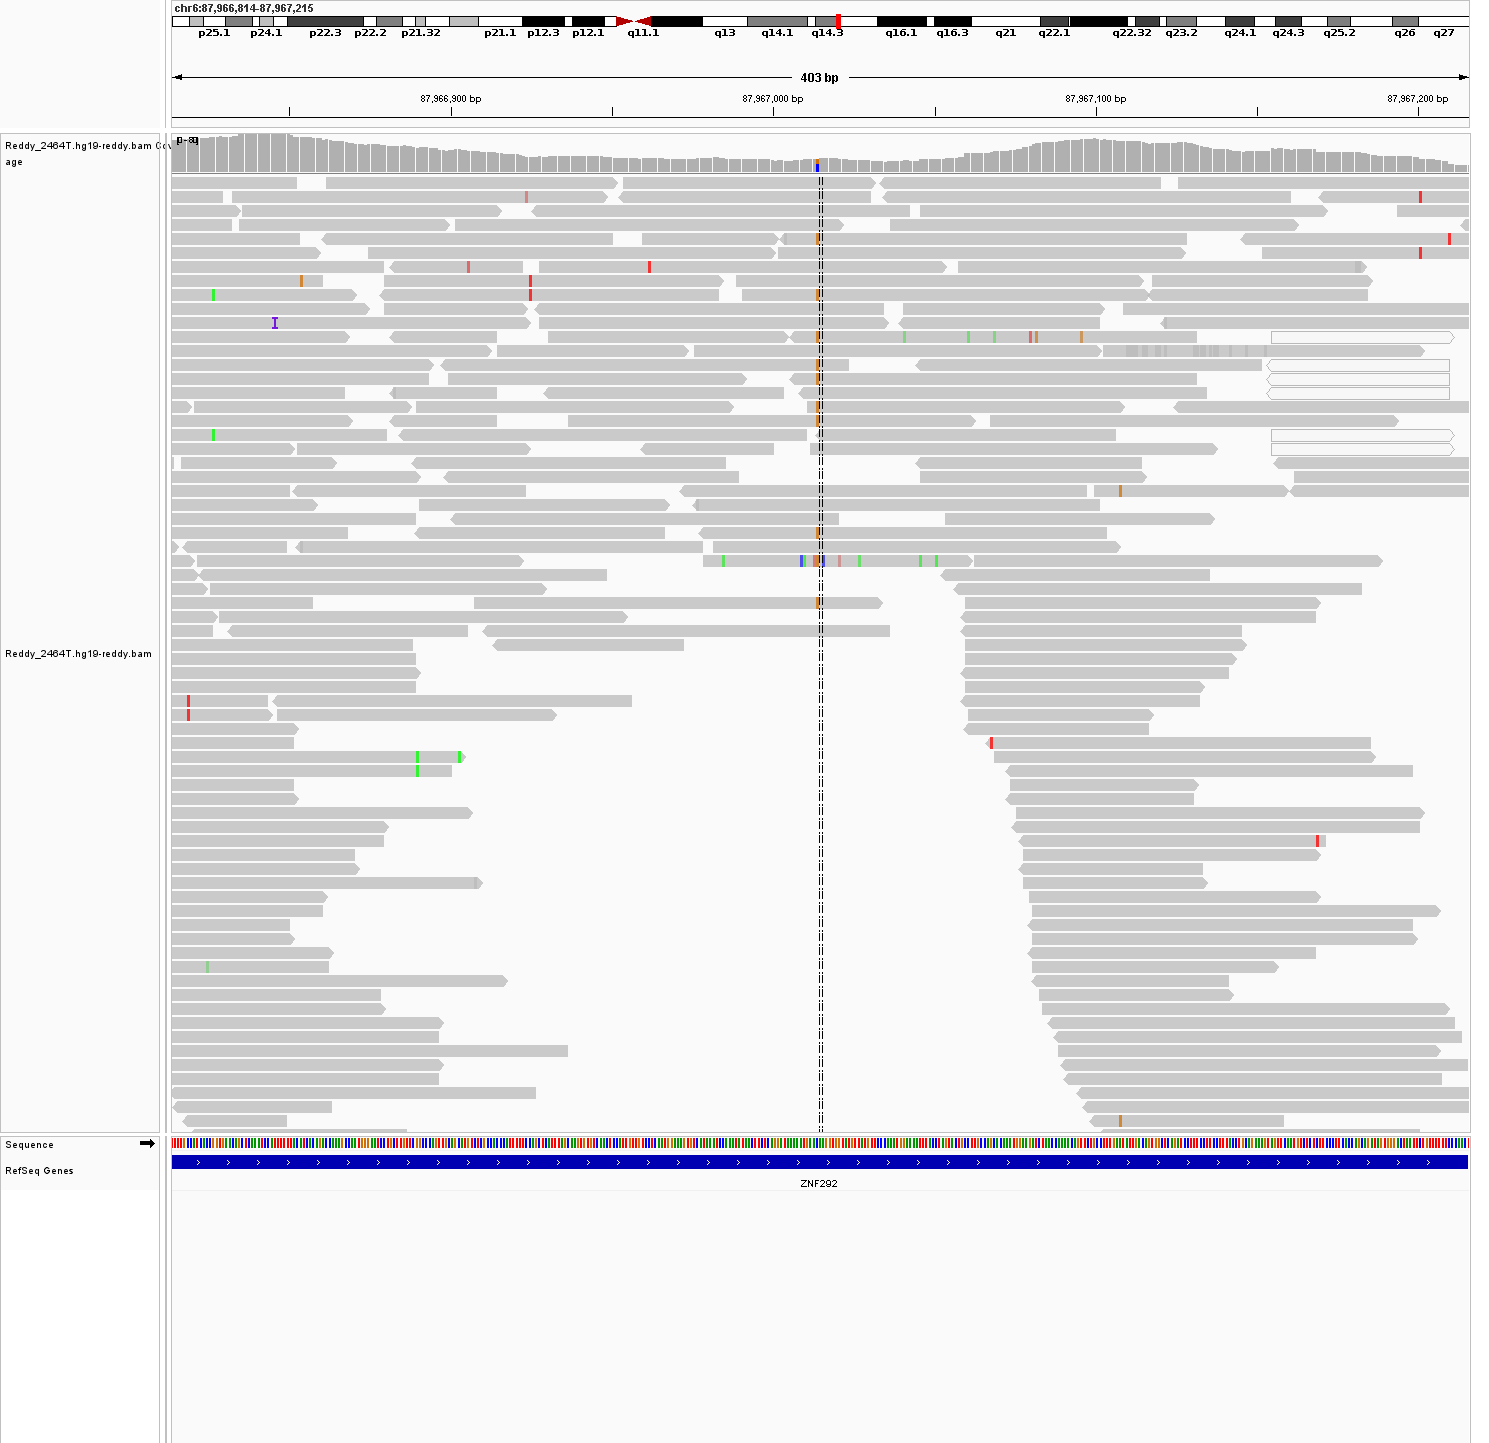 chr6:87,966,814-87,967,215
p25.1 p24.1 p22.3 p22.2 p21.32 p21.1 p12.3 p12.1 q11.1 q13 q14.1 q14.3 q16.1 q16.3 q21 q22.1 q22.32 q23.2 q24.1 q24.3 q25.2 q26 q27
403 bp
87,966,900 bp 87,967,000 bp 87,967,100 bp 87,967,200 bp
Reddy_2464T.hg19-reddy.bam
age
Reddy_2464T.hg19-reddy.bam
Sequence
RefSeq Genes
ZNF292